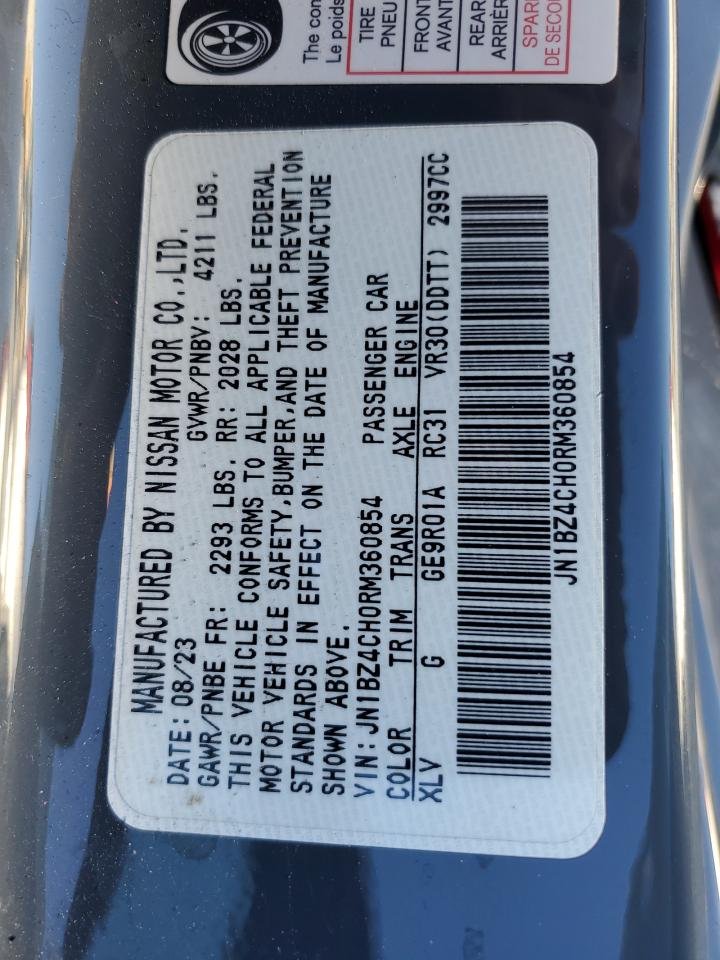 The con
Le poids
TIRE
PNEU
FRONT
AVANT
REAR
ARRIÈR
SPAR
DE SECO
MANUFACTURED BY NISSAN MOTOR CO.,LTD.
DATE: 08/23 GVWR/PNBV: 4211 LBS.
GAWR/PNBE FR: 2293 LBS. RR: 2028 LBS.
THIS VEHICLE CONFORMS TO ALL APPLICABLE FEDERAL
MOTOR VEHICLE SAFETY,BUMPER,AND THEFT PREVENTION
STANDARDS IN EFFECT ON THE DATE OF MANUFACTURE
SHOWN ABOVE.
VIN: JN1BZ4CH0RM360854 PASSENGER CAR
COLOR TRIM TRANS AXLE ENGINE
XLV G GE9R01A RC31 VR30(DDTT) 2997CC
JN1BZ4CH0RM360854